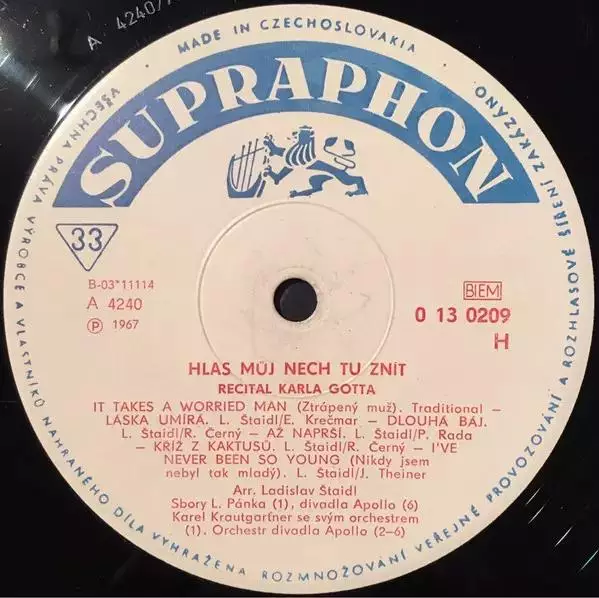 A 4240/
MADE IN CZECHOSLOVAKIA
SUPRAPHON
VŠECHNA PRÁVA VÝROBCE A VLASTNÍKŮ NAHRANÉHO DÍLA VYHRAŽENA ROZMNOŽOVÁNÍ VEŘEJNÉ PROVOZOVÁNÍ A ROZHLASOVÉ ŠÍŘENÍ ZAKÁZÁNO
33
B-03*11114
A 4240
Ⓟ 1967
BIEM
0 13 0209
H
HLAS MŮJ NECH TU ZNÍT
RECITAL KARLA GOTTA
IT TAKES A WORRIED MAN (Ztrápený muž). Traditional –
LÁSKA UMÍRÁ. L. Štaidl/E. Krečmar – DLOUHÁ BÁJ.
L. Štaidl/R. Černý – AŽ NAPRŠÍ. L. Štaidl/P. Rada
– KŘÍŽ Z KAKTUSŮ. L. Štaidl/R. Černý – I'VE
NEVER BEEN SO YOUNG (Nikdy jsem
nebyl tak mladý). L. Štaidl/J. Theiner
Arr. Ladislav Štaidl
Sbory L. Pánka (1), divadla Apollo (6)
Karel Krautgartner se svým orchestrem
(1). Orchestr divadla Apollo (2–6)